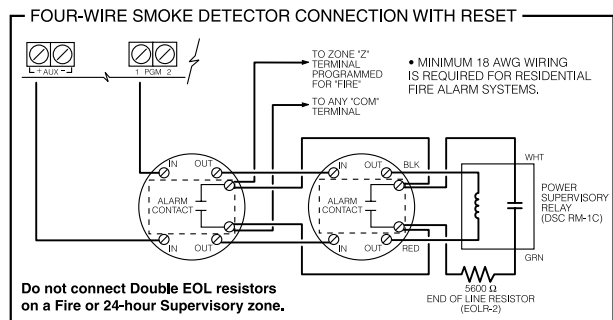 FOUR-WIRE SMOKE DETECTOR CONNECTION WITH RESET
+ AUX -
1 PGM 2
TO ZONE "Z"
TERMINAL
PROGRAMMED
FOR "FIRE"
TO ANY "COM"
TERMINAL
• MINIMUM 18 AWG WIRING
IS REQUIRED FOR RESIDENTIAL
FIRE ALARM SYSTEMS.
IN
OUT
IN
OUT
BLK
WHT
ALARM
CONTACT
ALARM
CONTACT
POWER
SUPERVISORY
RELAY
(DSC RM-1C)
IN
OUT
IN
OUT
RED
GRN
5600 Ω
END OF LINE RESISTOR
(EOLR-2)
Do not connect Double EOL resistors
on a Fire or 24-hour Supervisory zone.